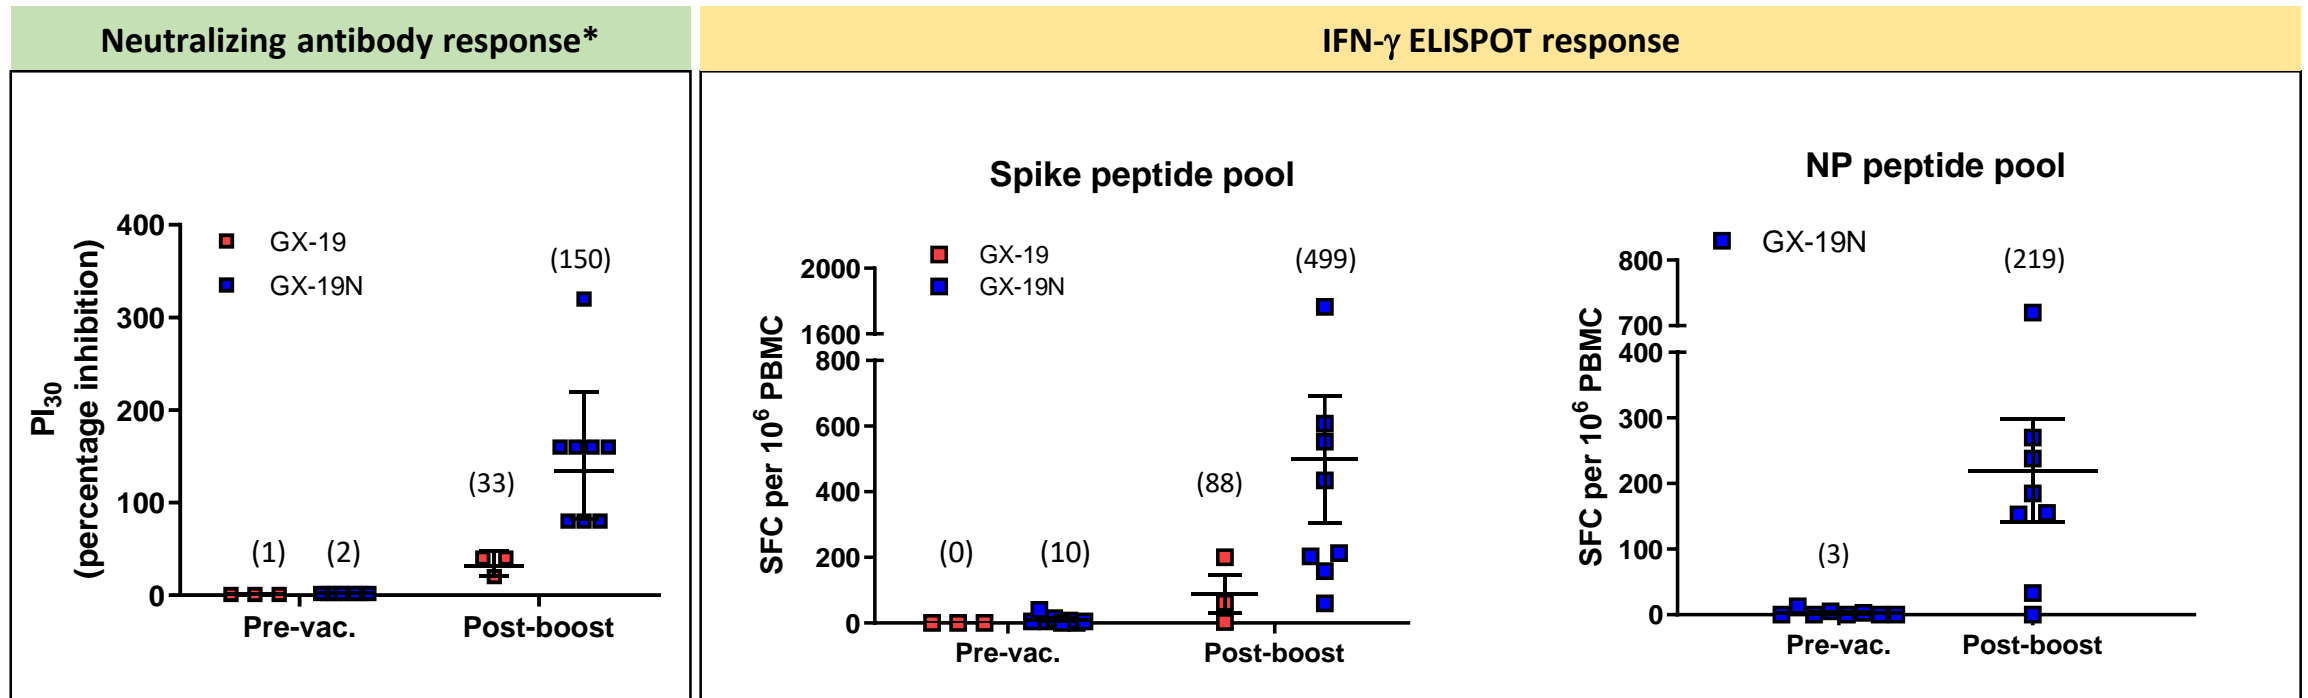 Neutralizing antibody response*
IFN-γ ELISPOT response
PI30
(percentage inhibition)
400
300
200
100
0
GX-19
GX-19N
(1)
(2)
(33)
(150)
Pre-vac.
Post-boost
Spike peptide pool
SFC per 10^6 PBMC
2000
1600
800
600
400
200
0
GX-19
GX-19N
(0)
(10)
(88)
(499)
Pre-vac.
Post-boost
NP peptide pool
SFC per 10^6 PBMC
800
700
400
300
200
100
0
GX-19N
(3)
(219)
Pre-vac.
Post-boost